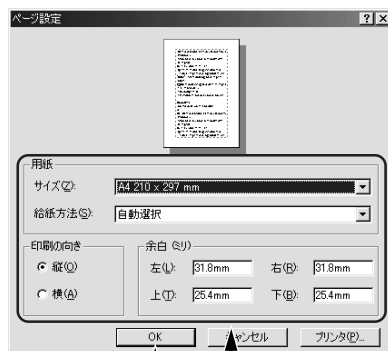 ページ設定
用紙
サイズ(Z):
A4 210 x 297 mm
給紙方法(S):
自動選択
印刷の向き
縦(O)
横(A)
余白(ミリ)
左(L): 31.8mm 右(R): 31.8mm
上(T): 25.4mm 下(B): 25.4mm
OK
キャンセル
プリンタ(P)...